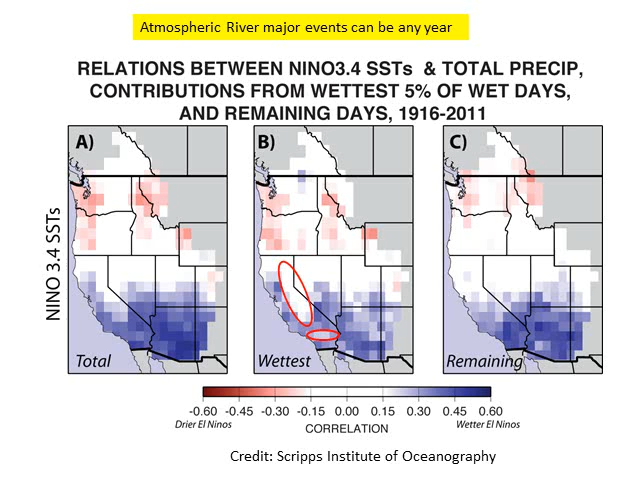 Atmospheric River major events can be any year
RELATIONS BETWEEN NINO3.4 SSTs & TOTAL PRECIP,
CONTRIBUTIONS FROM WETTEST 5% OF WET DAYS,
AND REMAINING DAYS, 1916-2011
A) B) C)
NINO 3.4 SSTs
Total Wettest Remaining
-0.60 -0.45 -0.30 -0.15 0.00 0.15 0.30 0.45 0.60
Drier El Ninos CORRELATION Wetter El Ninos
Credit: Scripps Institute of Oceanography